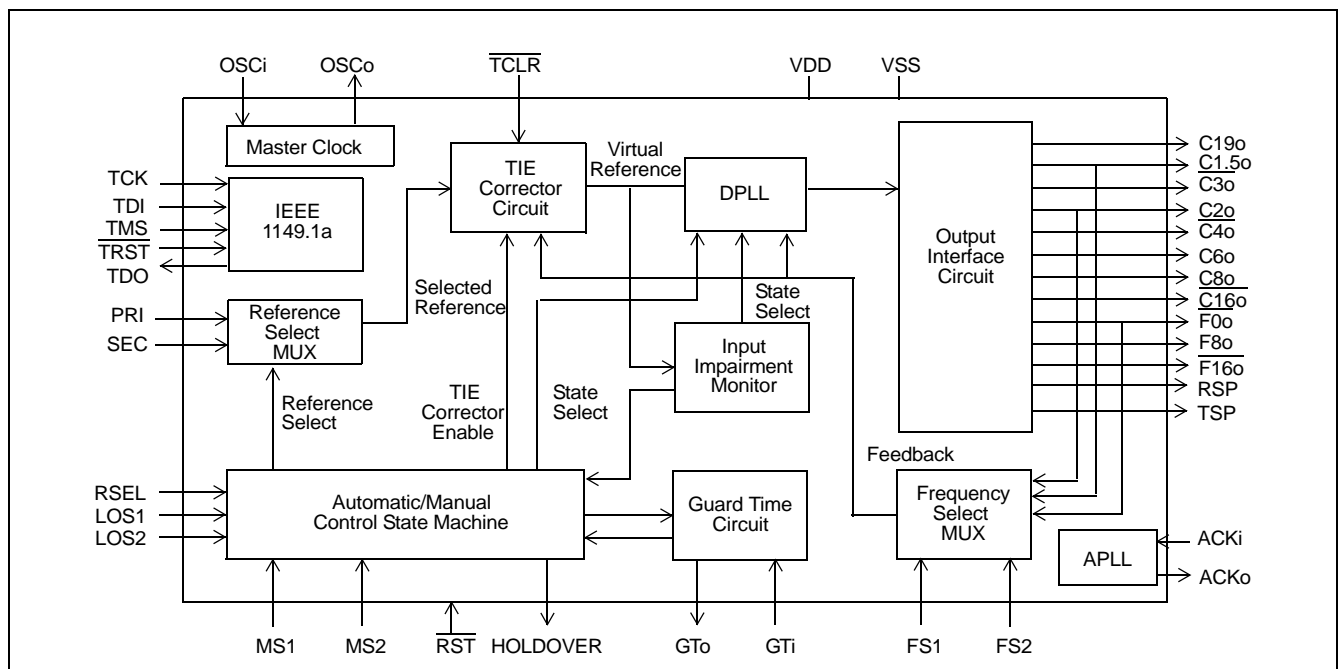 OSCi
OSCo
TCLR
VDD
VSS
Master Clock
TCK
TDI
TMS
TRST
TDO
IEEE
1149.1a
TIE
Corrector
Circuit
Virtual
Reference
DPLL
Output
Interface
Circuit
C19o
C1.5o
C3o
C2o
C4o
C6o
C8o
C16o
F0o
F8o
F16o
RSP
TSP
PRI
SEC
Reference
Select
MUX
Selected
Reference
State
Select
Input
Impairment
Monitor
Reference
Select
TIE
Corrector
Enable
State
Select
Feedback
RSEL
LOS1
LOS2
Automatic/Manual
Control State Machine
Guard Time
Circuit
Frequency
Select
MUX
APLL
ACKi
ACKo
MS1
MS2
RST
HOLDOVER
GTo
GTi
FS1
FS2